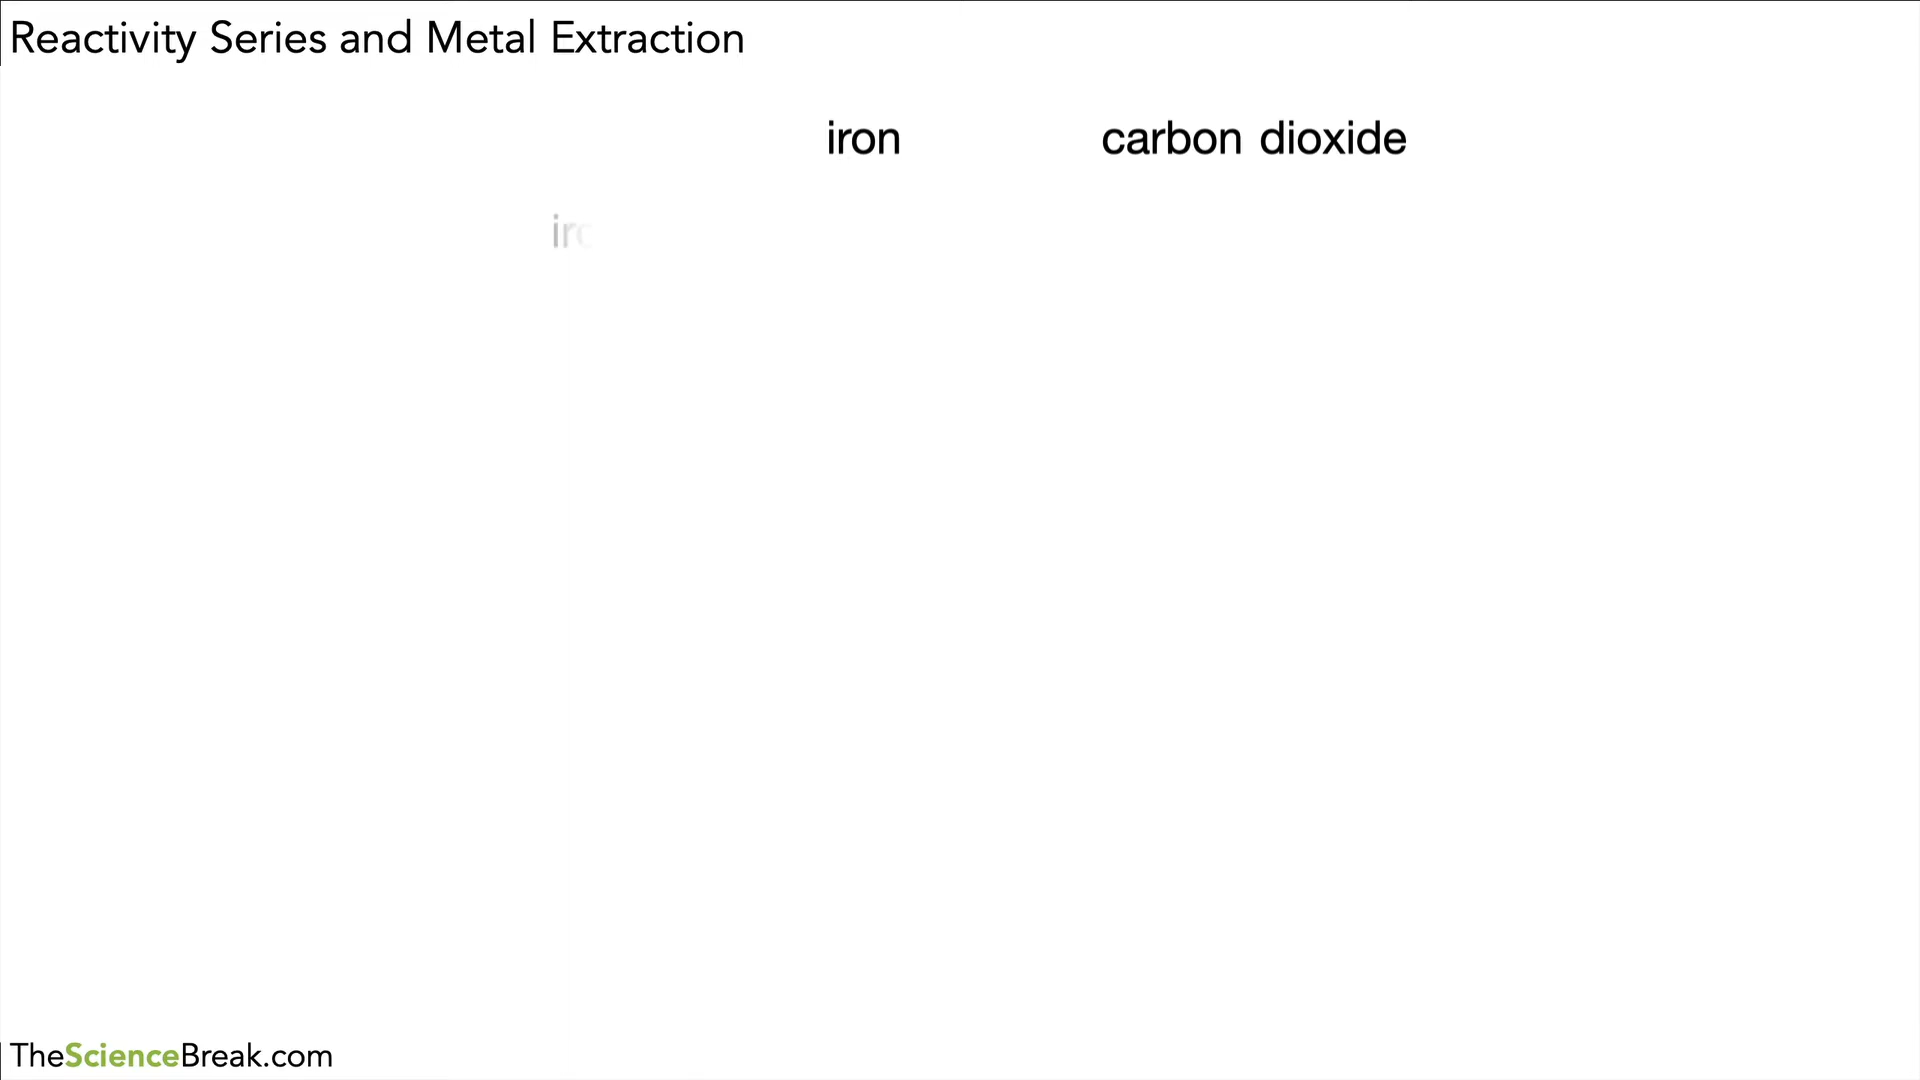 Reactivity Series and Metal Extraction
iron carbon dioxide
TheScienceBreak.com